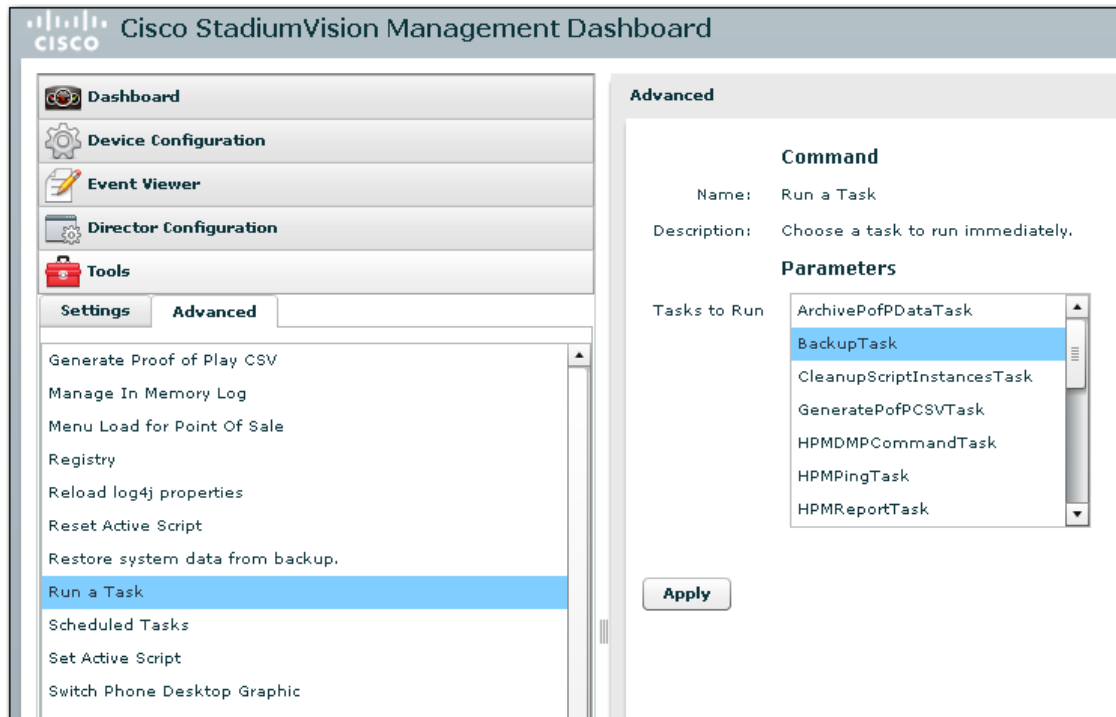 CISCO Cisco StadiumVision Management Dashboard
Dashboard
Device Configuration
Event Viewer
Director Configuration
Tools
Settings Advanced
Generate Proof of Play CSV
Manage In Memory Log
Menu Load for Point Of Sale
Registry
Reload log4j properties
Reset Active Script
Restore system data from backup.
Run a Task
Scheduled Tasks
Set Active Script
Switch Phone Desktop Graphic
Advanced
Command
Name: Run a Task
Description: Choose a task to run immediately.
Parameters
Tasks to Run
ArchivePofPDataTask
BackupTask
CleanupScriptInstancesTask
GeneratePofPCSVTask
HPMDMPCommandTask
HPMPingTask
HPMReportTask
Apply